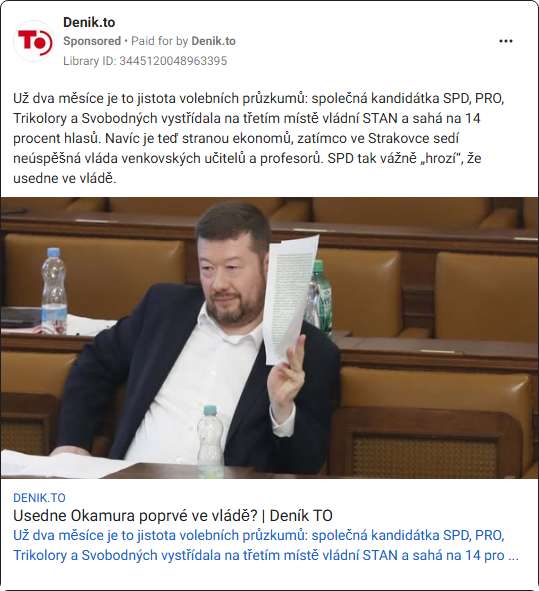 Deník.to
Sponsored • Paid for by Denik.to
Library ID: 3445120048963395
TO
Už dva měsíce je to jistota volebních průzkumů: společná kandidátka SPD, PRO,
Trikolory a Svobodných vystřídala na třetím místě vládní STAN a sahá na 14
procent hlasů. Navíc je teď stranou ekonomů, zatímco ve Strakovce sedí
neúspěšná vláda venkovských učitelů a profesorů. SPD tak vážně „hrozí“, že
usedne ve vládě.
DENIK.TO
Usedne Okamura poprvé ve vládě? | Deník TO
Už dva měsíce je to jistota volebních průzkumů: společná kandidátka SPD, PRO,
Trikolory a Svobodných vystřídala na třetím místě vládní STAN a sahá na 14 pro ...